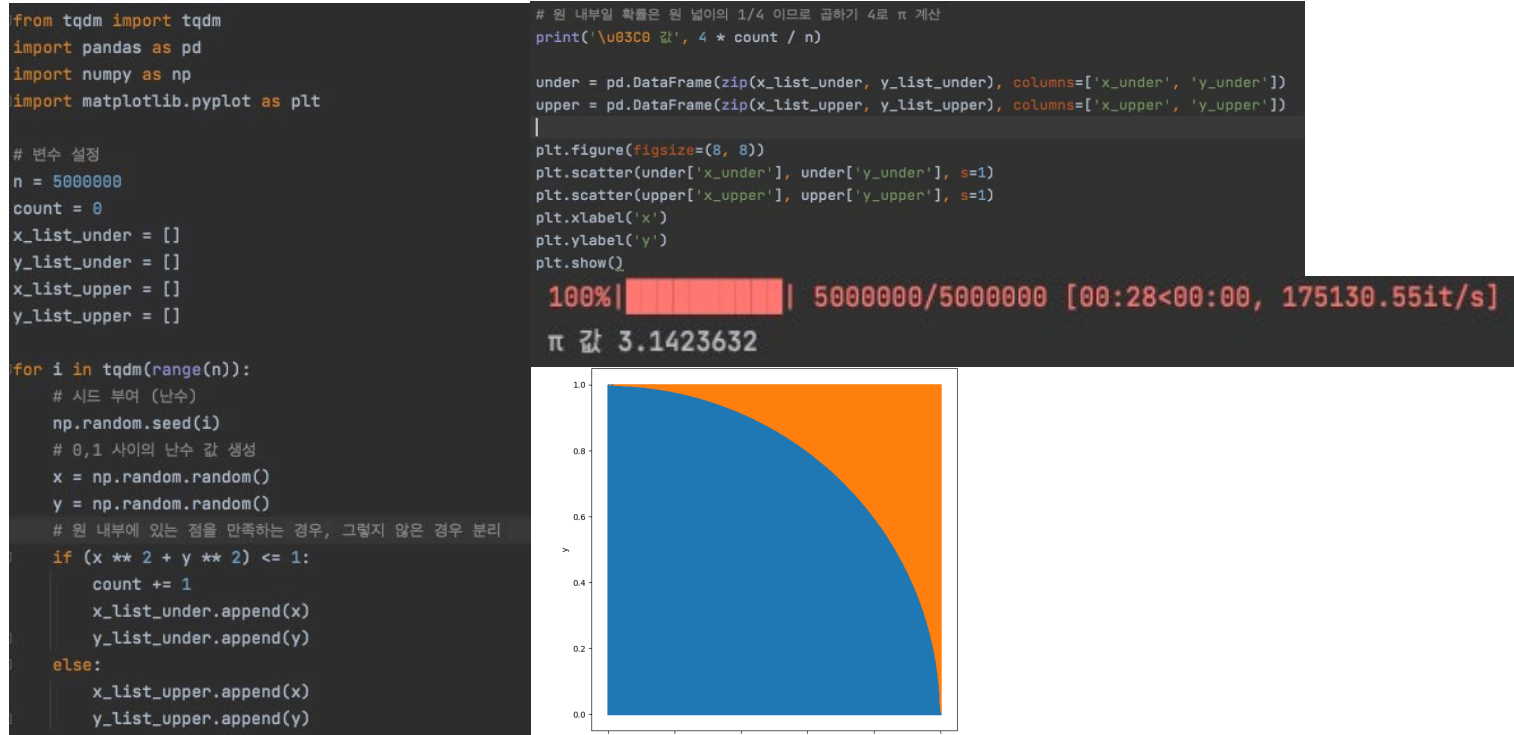 from tqdm import tqdm
import pandas as pd
import numpy as np
import matplotlib.pyplot as plt
# 변수 설정
n = 5000000
count = 0
x_list_under = []
y_list_under = []
x_list_upper = []
y_list_upper = []
for i in tqdm(range(n)):
    # 시드 부여 (난수)
    np.random.seed(i)
    # 0,1 사이의 난수 값 생성
    x = np.random.random()
    y = np.random.random()
    # 원 내부에 있는 점을 만족하는 경우, 그렇지 않은 경우 분리
    if (x ** 2 + y ** 2) <= 1:
        count += 1
        x_list_under.append(x)
        y_list_under.append(y)
    else:
        x_list_upper.append(x)
        y_list_upper.append(y)
# 원 내부일 확률은 원 넓이의 1/4 이므로 곱하기 4로 π 계산
print('\u03C0 값', 4 * count / n)
under = pd.DataFrame(zip(x_list_under, y_list_under), columns=['x_under', 'y_under'])
upper = pd.DataFrame(zip(x_list_upper, y_list_upper), columns=['x_upper', 'y_upper'])
plt.figure(figsize=(8, 8))
plt.scatter(under['x_under'], under['y_under'], s=1)
plt.scatter(upper['x_upper'], upper['y_upper'], s=1)
plt.xlabel('x')
plt.ylabel('y')
plt.show()
100%| | 5000000/5000000 [00:28<00:00, 175130.55it/s]
π 값 3.1423632
1.0
0.8
0.6
y
0.4
0.2
0.0